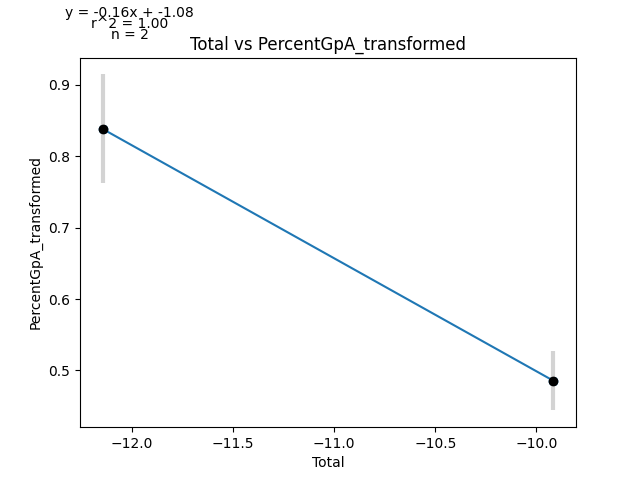 y = -0.16x + -1.08
r^2 = 1.00
n = 2
Total vs PercentGpA_transformed
PercentGpA_transformed
0.9
0.8
0.7
0.6
0.5
−12.0 −11.5 −11.0 −10.5 −10.0
Total